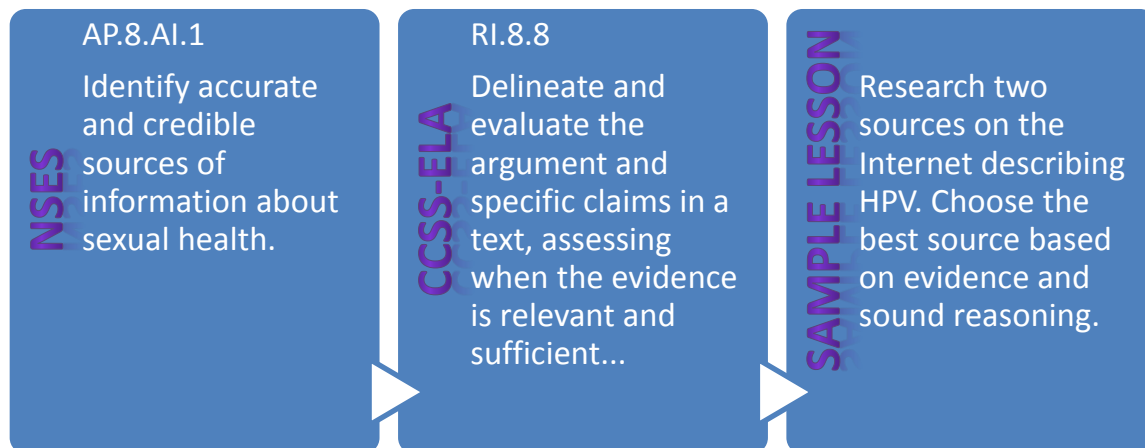 NSES
AP.8.AI.1
Identify accurate
and credible
sources of
information about
sexual health.
CCSS-ELA
RI.8.8
Delineate and
evaluate the
argument and
specific claims in a
text, assessing
when the evidence
is relevant and
sufficient...
SAMPLE LESSON
Research two
sources on the
Internet describing
HPV. Choose the
best source based
on evidence and
sound reasoning.